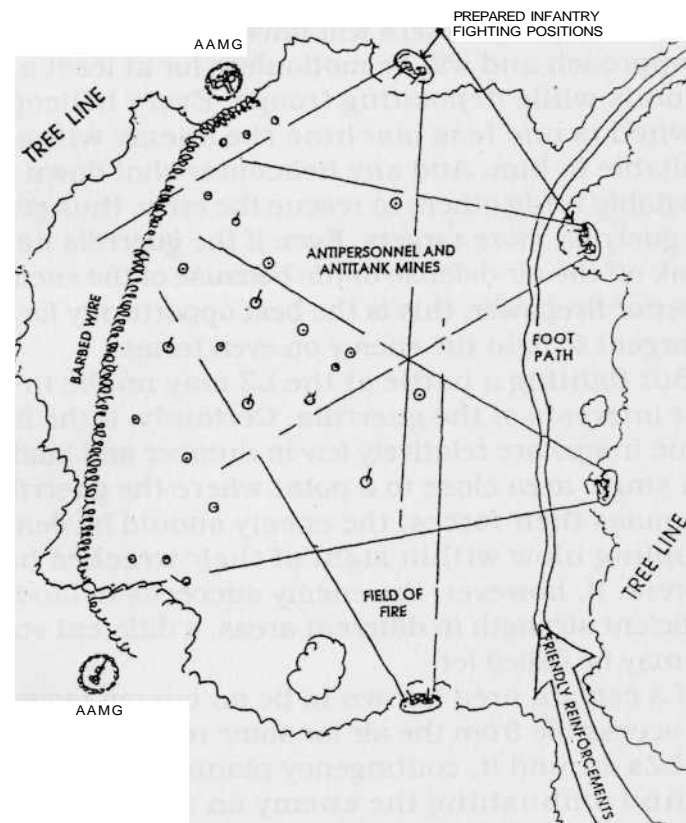 PREPARED INFANTRY
FIGHTING POSITIONS
AAMG
TREE LINE
ANTIPERSONNEL AND
ANTITANK MINES
BARBED WIRE
FOOT
PATH
TREE LINE
FIELD OF
FIRE
AAMG
FRIENDLY REINFORCEMENTS